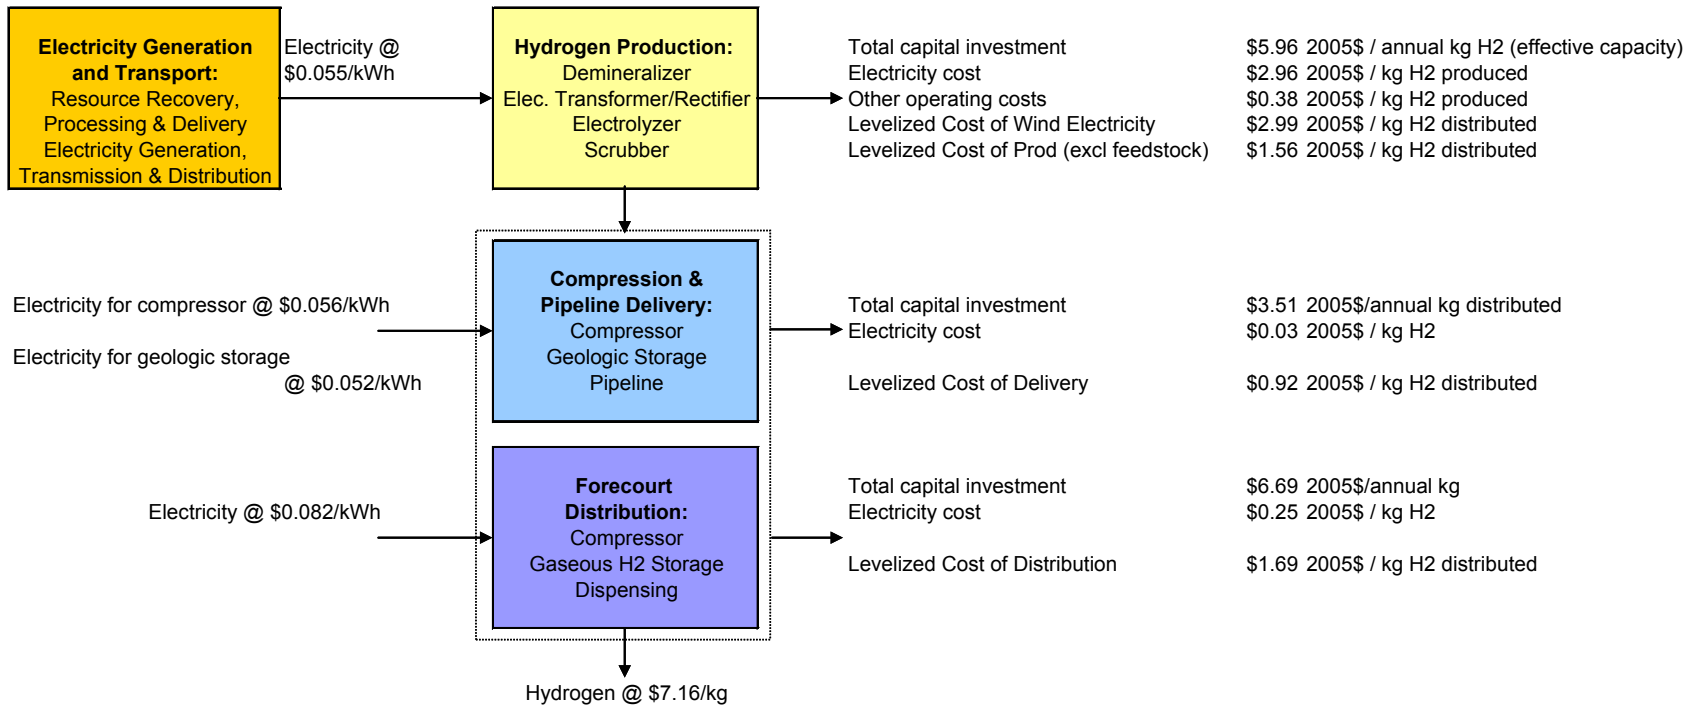 Electricity Generation
and Transport:
Resource Recovery,
Processing & Delivery
Electricity Generation,
Transmission & Distribution
Electricity @
$0.055/kWh
Hydrogen Production:
Demineralizer
Elec. Transformer/Rectifier
Electrolyzer
Scrubber
Total capital investment $5.96 2005$ / annual kg H2 (effective capacity)
Electricity cost $2.96 2005$ / kg H2 produced
Other operating costs $0.38 2005$ / kg H2 produced
Levelized Cost of Wind Electricity $2.99 2005$ / kg H2 distributed
Levelized Cost of Prod (excl feedstock) $1.56 2005$ / kg H2 distributed
Electricity for compressor @ $0.056/kWh
Electricity for geologic storage
@ $0.052/kWh
Compression &
Pipeline Delivery:
Compressor
Geologic Storage
Pipeline
Total capital investment $3.51 2005$/annual kg distributed
Electricity cost $0.03 2005$ / kg H2
Levelized Cost of Delivery $0.92 2005$ / kg H2 distributed
Electricity @ $0.082/kWh
Forecourt
Distribution:
Compressor
Gaseous H2 Storage
Dispensing
Total capital investment $6.69 2005$/annual kg
Electricity cost $0.25 2005$ / kg H2
Levelized Cost of Distribution $1.69 2005$ / kg H2 distributed
Hydrogen @ $7.16/kg